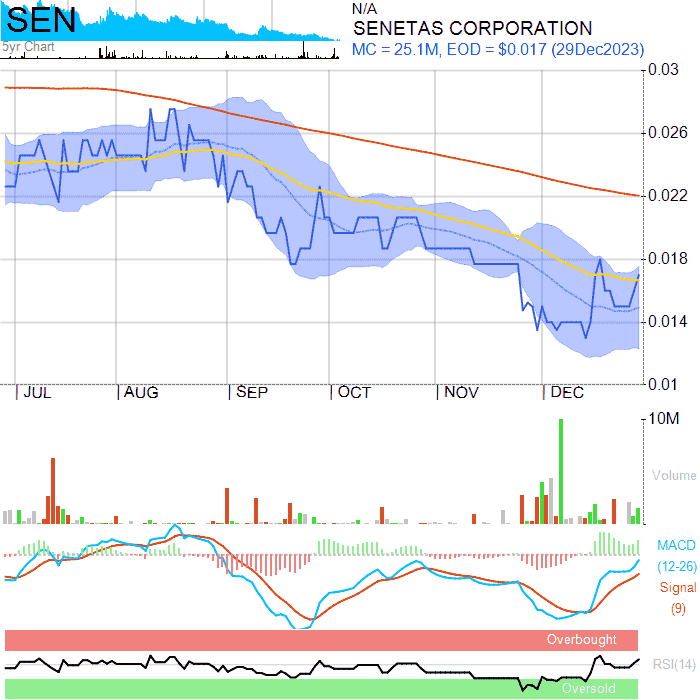 SEN
5yr Chart
N/A
SENETAS CORPORATION
MC = 25.1M, EOD = $0.017 (29Dec2023)
0.03
0.026
0.022
0.018
0.014
0.01
JUL AUG SEP OCT NOV DEC
10M
Volume
MACD
(12-26)
Signal
(9)
Overbought
RSI(14)
Oversold